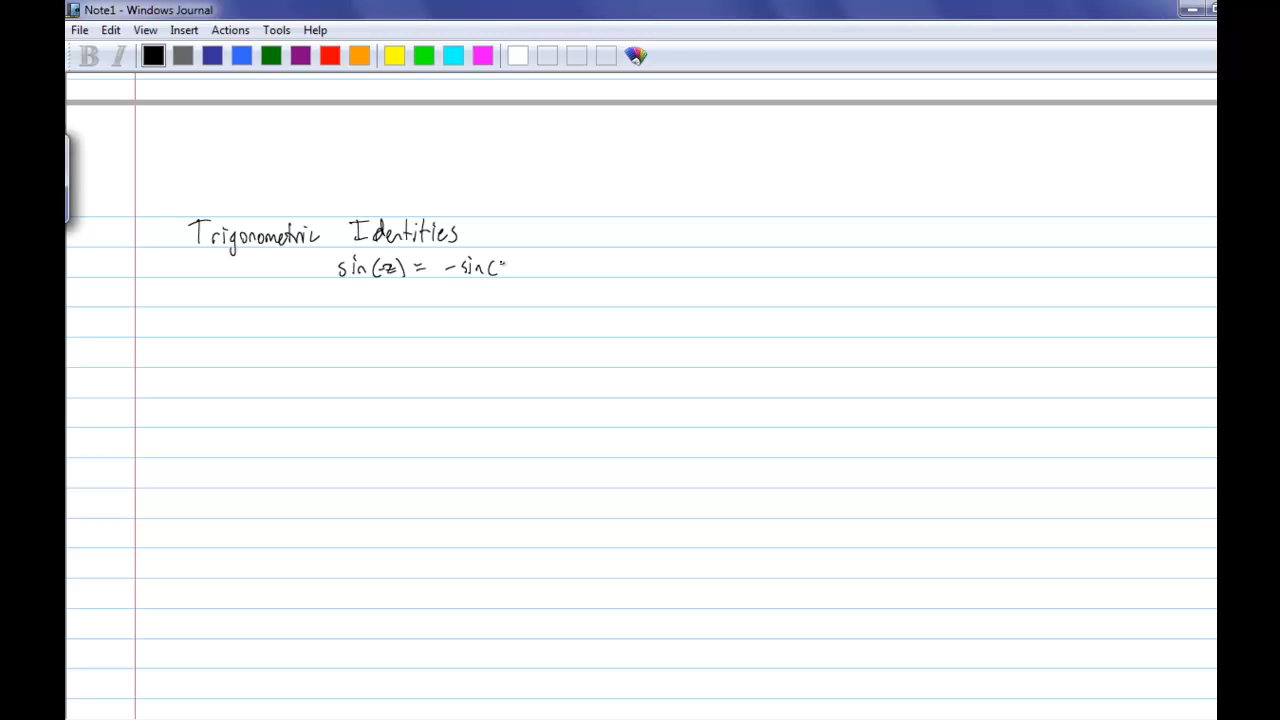 Note1 - Windows Journal
File Edit View Insert Actions Tools Help
B I
Trigonometric Identities
sin(-z) = -sin(